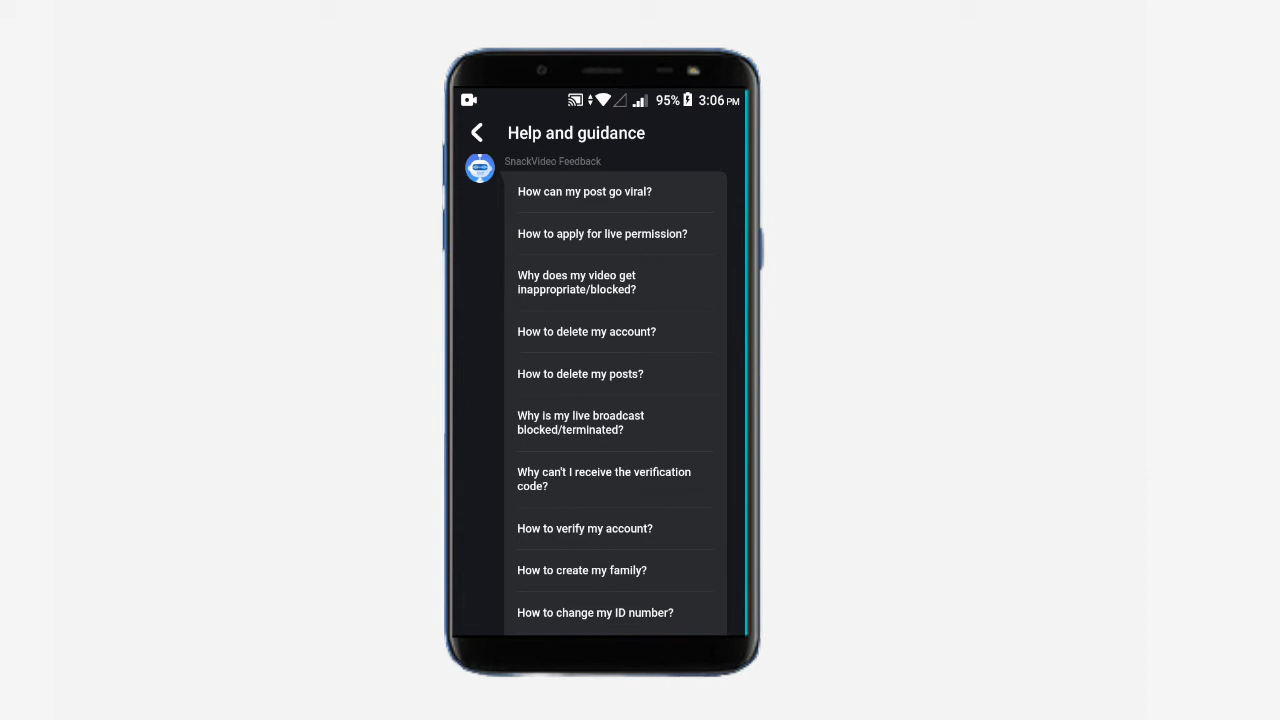 95% 3:06 PM
Help and guidance
SnackVideo Feedback
How can my post go viral?
How to apply for live permission?
Why does my video get
inappropriate/blocked?
How to delete my account?
How to delete my posts?
Why is my live broadcast
blocked/terminated?
Why can't I receive the verification
code?
How to verify my account?
How to create my family?
How to change my ID number?